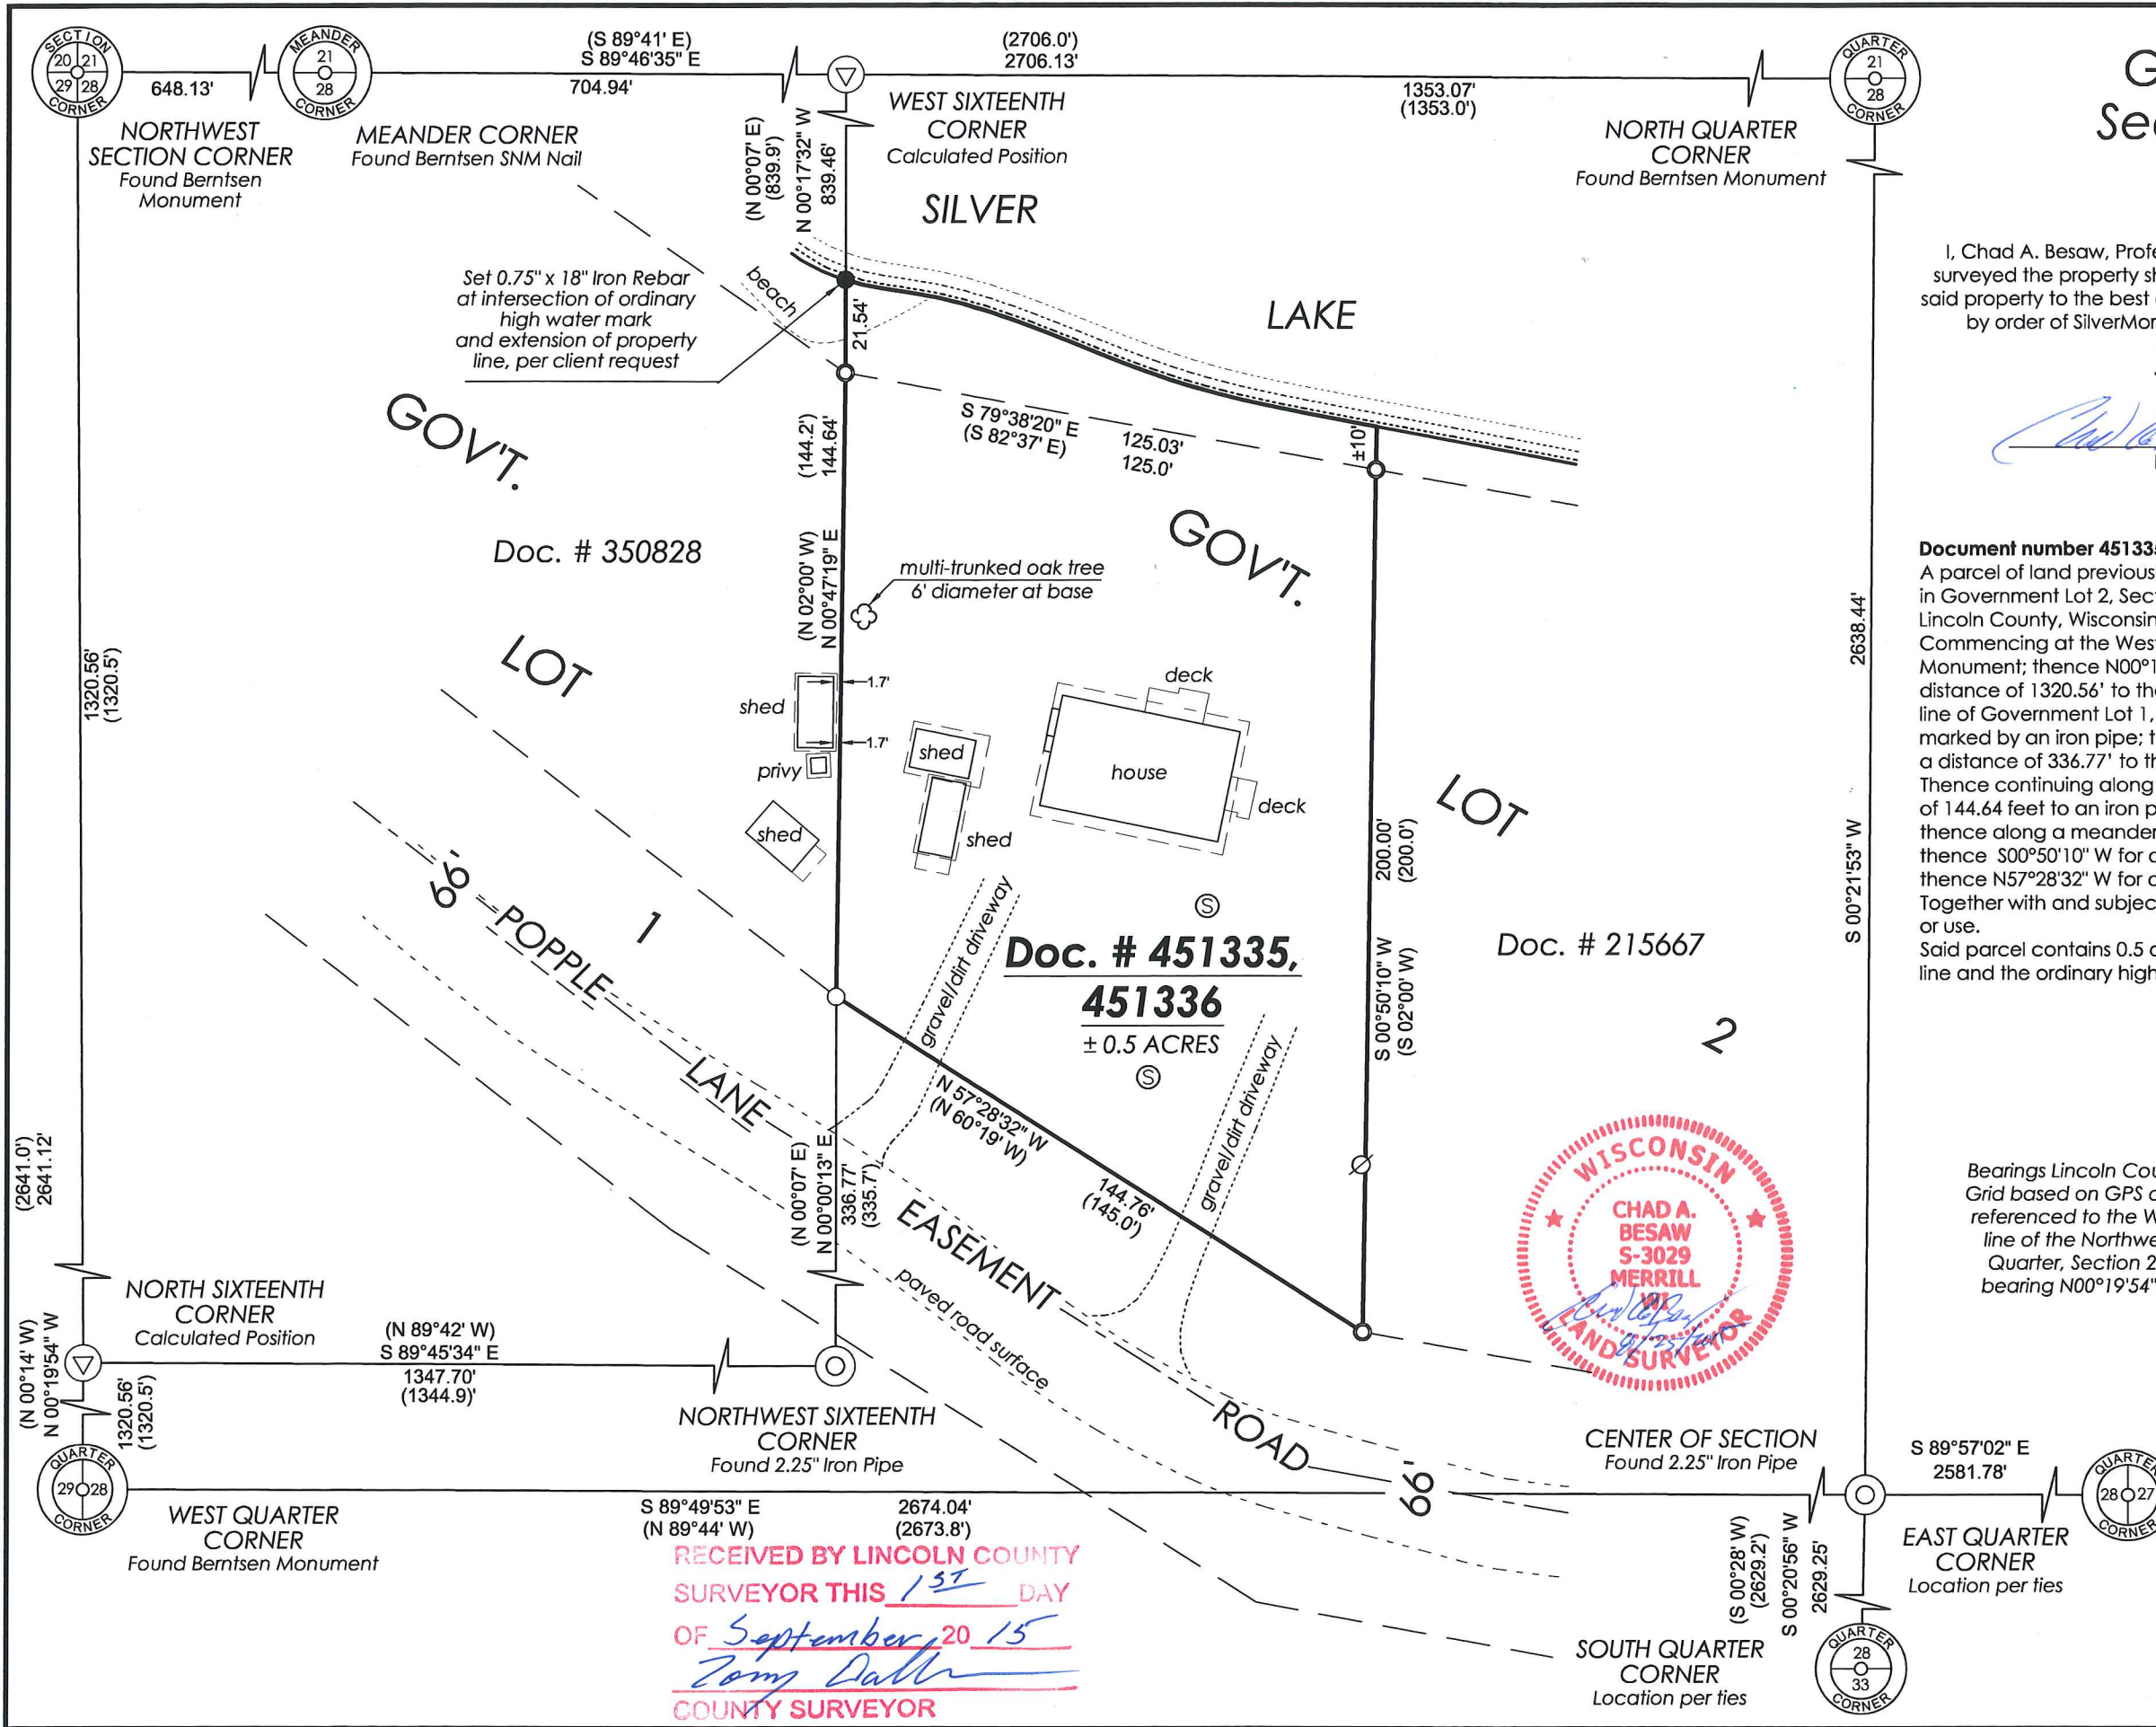 SECTION
20 21
29 28
CORNER
648.13'
NORTHWEST
SECTION CORNER
Found Berntsen
Monument
MEANDER
21
28
CORNER
MEANDER CORNER
Found Berntsen SNM Nail
(S 89°41' E)
S 89°46'35" E
704.94'
(2706.0')
2706.13'
WEST SIXTEENTH
CORNER
Calculated Position
1353.07'
(1353.0')
NORTH QUARTER
CORNER
Found Berntsen Monument
QUARTER
21
28
CORNER
(N 00°07' E)
(839.9')
N 00°17'32" W
839.46'
SILVER
LAKE
Set 0.75" x 18" Iron Rebar
at intersection of ordinary
high water mark
and extension of property
line, per client request
beach
21.54'
S 79°38'20" E
(S 82°37' E)
125.03'
125.0'
±10'
GOV'T.
LOT
1
Doc. # 350828
(144.2')
144.64'
(N 02°00' W)
N 00°47'19" E
multi-trunked oak tree
6' diameter at base
GOV'T.
LOT
2
Doc. # 215667
1320.56'
(1320.5')
shed
1.7'
1.7'
privy
shed
shed
shed
deck
house
deck
200.00'
(200.0')
S 00°50'10" W
(S 02°00' W)
2638.44'
S 00°21'53" W
gravel/dirt driveway
S
Doc. # 451335,
451336
± 0.5 ACRES
S
gravel/dirt driveway
N 57°28'32" W
(N 60°19' W)
144.76'
(145.0')
-66-
POPPLE
LANE
EASEMENT
ROAD
66'
paved road surface
(N 00°07' E)
N 00°00'13" E
336.77'
(335.7')
(2641.0')
2641.12'
NORTH SIXTEENTH
CORNER
Calculated Position
(N 00°14' W)
N 00°19'54" W
1320.56'
(1320.5')
(N 89°42' W)
S 89°45'34" E
1347.70'
(1344.9)'
NORTHWEST SIXTEENTH
CORNER
Found 2.25" Iron Pipe
QUARTER
29 28
CORNER
WEST QUARTER
CORNER
Found Berntsen Monument
S 89°49'53" E
(N 89°44' W)
2674.04'
(2673.8')
RECEIVED BY LINCOLN COUNTY
SURVEYOR THIS 1ST DAY
OF September, 20 15
COUNTY SURVEYOR
WISCONSIN
CHAD A.
BESAW
S-3029
MERRILL
WI
LAND SURVEYOR
CENTER OF SECTION
Found 2.25" Iron Pipe
S 89°57'02" E
2581.78'
QUARTER
28 27
CORNER
EAST QUARTER
CORNER
Location per ties
(S 00°28' W)
(2629.2')
S 00°20'56" W
2629.25'
SOUTH QUARTER
CORNER
Location per ties
QUARTER
28
33
CORNER
I, Chad A. Besaw, Profe
surveyed the property sh
said property to the best
by order of SilverMor
Document number 451335
A parcel of land previous
in Government Lot 2, Sect
Lincoln County, Wisconsin
Commencing at the West
Monument; thence N00°1
distance of 1320.56' to the
line of Government Lot 1,
marked by an iron pipe; t
a distance of 336.77' to th
Thence continuing along
of 144.64 feet to an iron p
thence along a meander
thence S00°50'10" W for a
thence N57°28'32" W for a
Together with and subjec
or use.
Said parcel contains 0.5 a
line and the ordinary high
Bearings Lincoln Cou
Grid based on GPS o
referenced to the W
line of the Northwe
Quarter, Section 2
bearing N00°19'54"